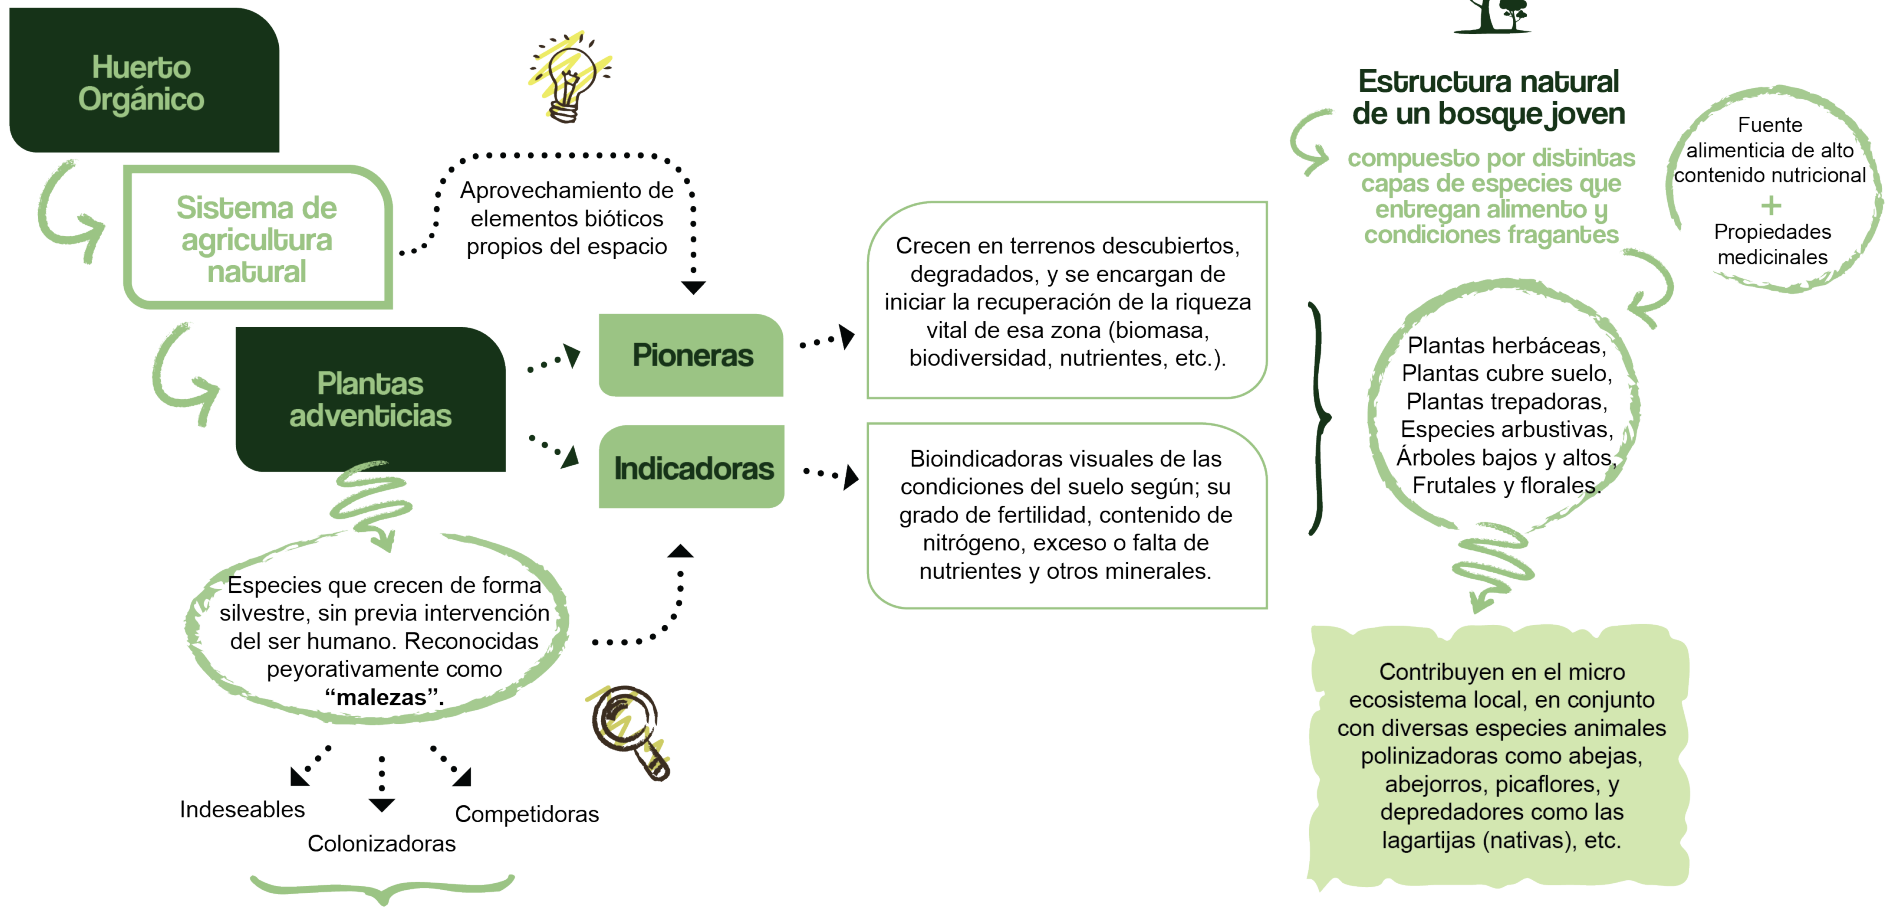 Huerto
Orgánico
Sistema de
agricultura
natural
Aprovechamiento de
elementos bióticos
propios del espacio
Plantas
adventicias
Pioneras
Indicadoras
Crecen en terrenos descubiertos,
degradados, y se encargan de
iniciar la recuperación de la riqueza
vital de esa zona (biomasa,
biodiversidad, nutrientes, etc.).
Bioindicadoras visuales de las
condiciones del suelo según; su
grado de fertilidad, contenido de
nitrógeno, exceso o falta de
nutrientes y otros minerales.
Especies que crecen de forma
silvestre, sin previa intervención
del ser humano. Reconocidas
peyorativamente como
“malezas”.
Indeseables
Colonizadoras
Competidoras
Estructura natural
de un bosque joven
compuesto por distintas
capas de especies que
entregan alimento y
condiciones fragantes
Fuente
alimenticia de alto
contenido nutricional
+
Propiedades
medicinales
Plantas herbáceas,
Plantas cubre suelo,
Plantas trepadoras,
Especies arbustivas,
Árboles bajos y altos,
Frutales y florales.
Contribuyen en el micro
ecosistema local, en conjunto
con diversas especies animales
polinizadoras como abejas,
abejorros, picaflores, y
depredadores como las
lagartijas (nativas), etc.